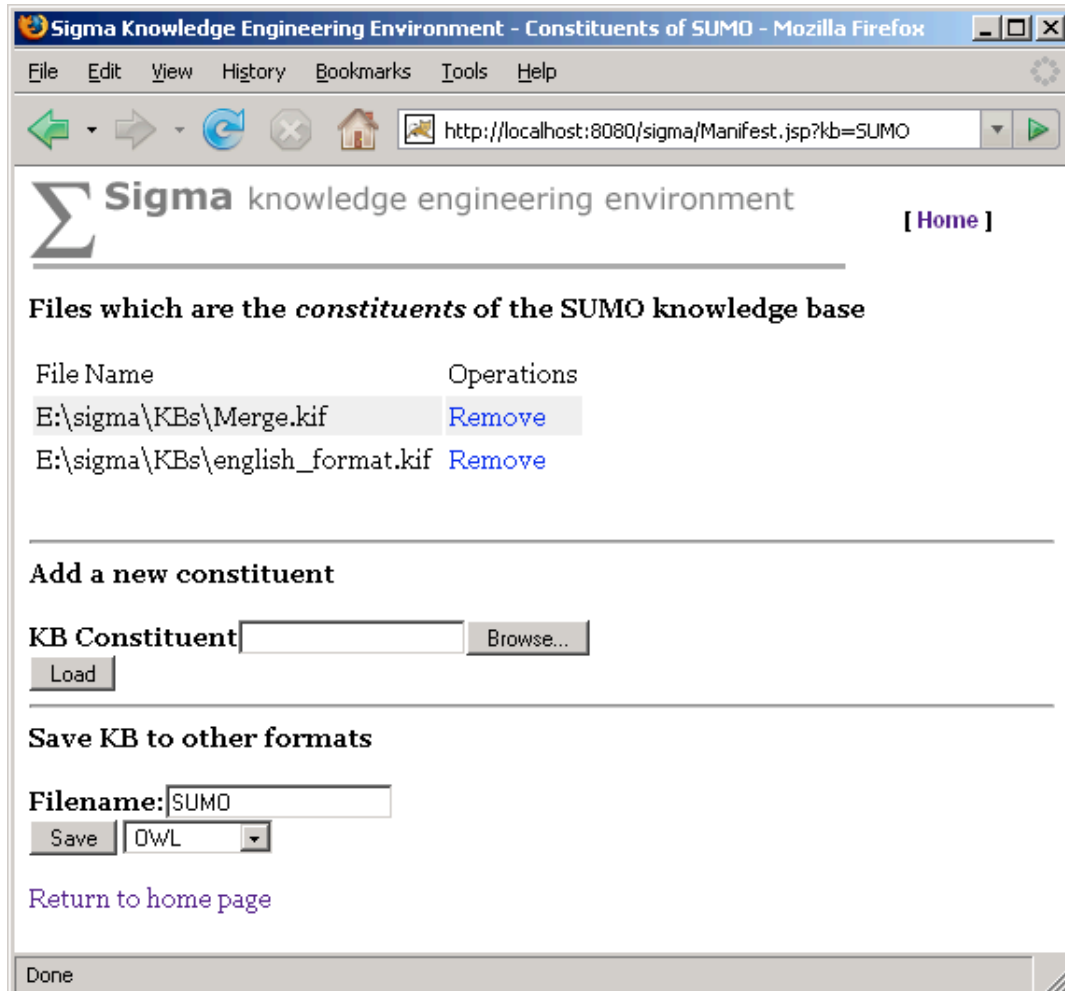 Sigma Knowledge Engineering Environment - Constituents of SUMO - Mozilla Firefox
File Edit View History Bookmarks Tools Help
http://localhost:8080/sigma/Manifest.jsp?kb=SUMO
Σ Sigma knowledge engineering environment
[ Home ]
Files which are the constituents of the SUMO knowledge base
File Name Operations
E:\sigma\KBs\Merge.kif Remove
E:\sigma\KBs\english_format.kif Remove
Add a new constituent
KB Constituent Browse...
Load
Save KB to other formats
Filename: SUMO
Save OWL
Return to home page
Done